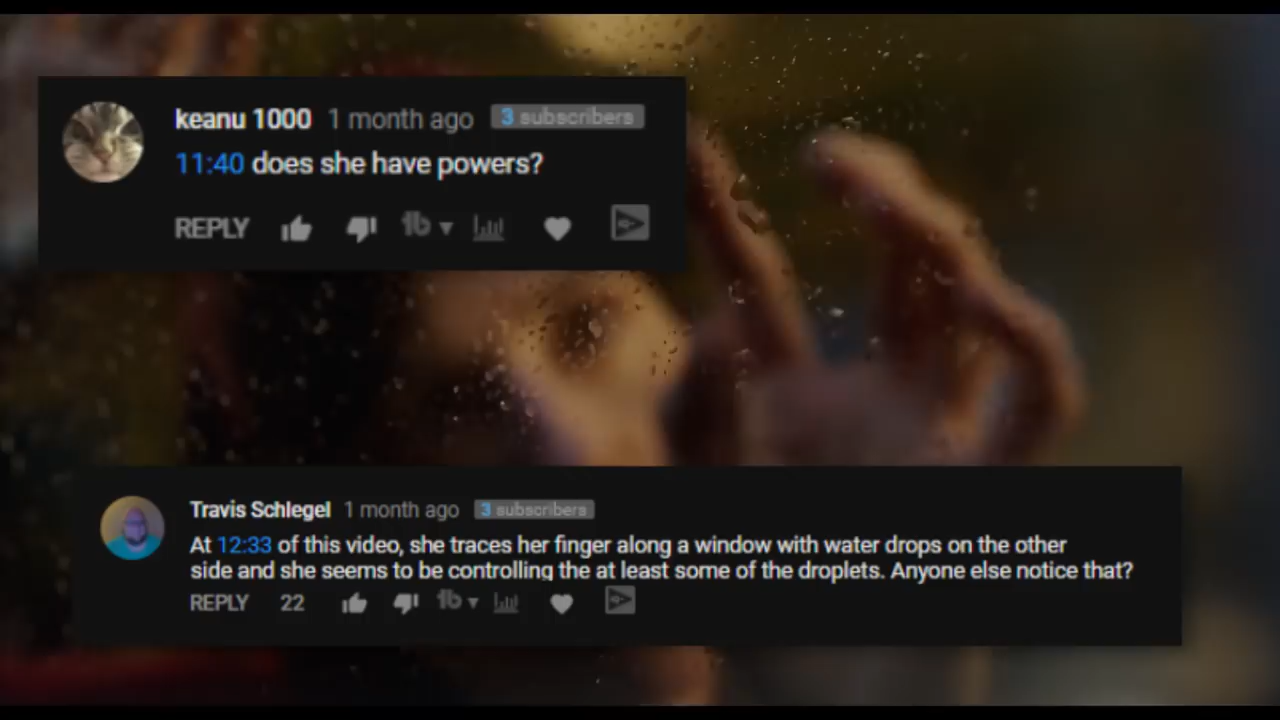 keanu 1000 1 month ago 3 subscribers
11:40 does she have powers?
REPLY
Travis Schlegel 1 month ago 3 subscribers
At 12:33 of this video, she traces her finger along a window with water drops on the other
side and she seems to be controlling the at least some of the droplets. Anyone else notice that?
REPLY 22